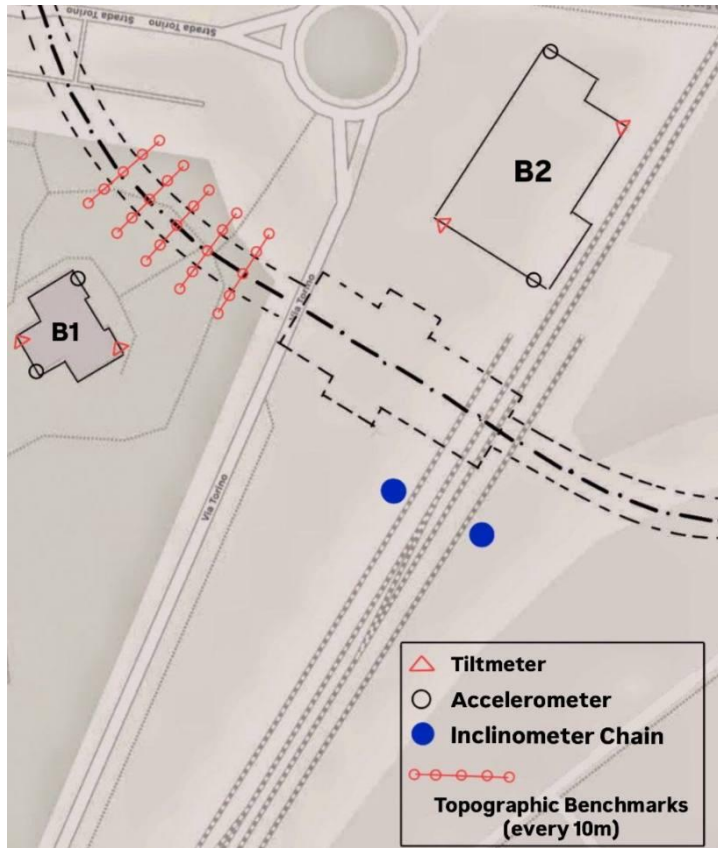 Strada Torino
Strada Torino
B2
Via Torino
B1
Via Torino
Tiltmeter
Accelerometer
Inclinometer Chain
Topographic Benchmarks
(every 10m)